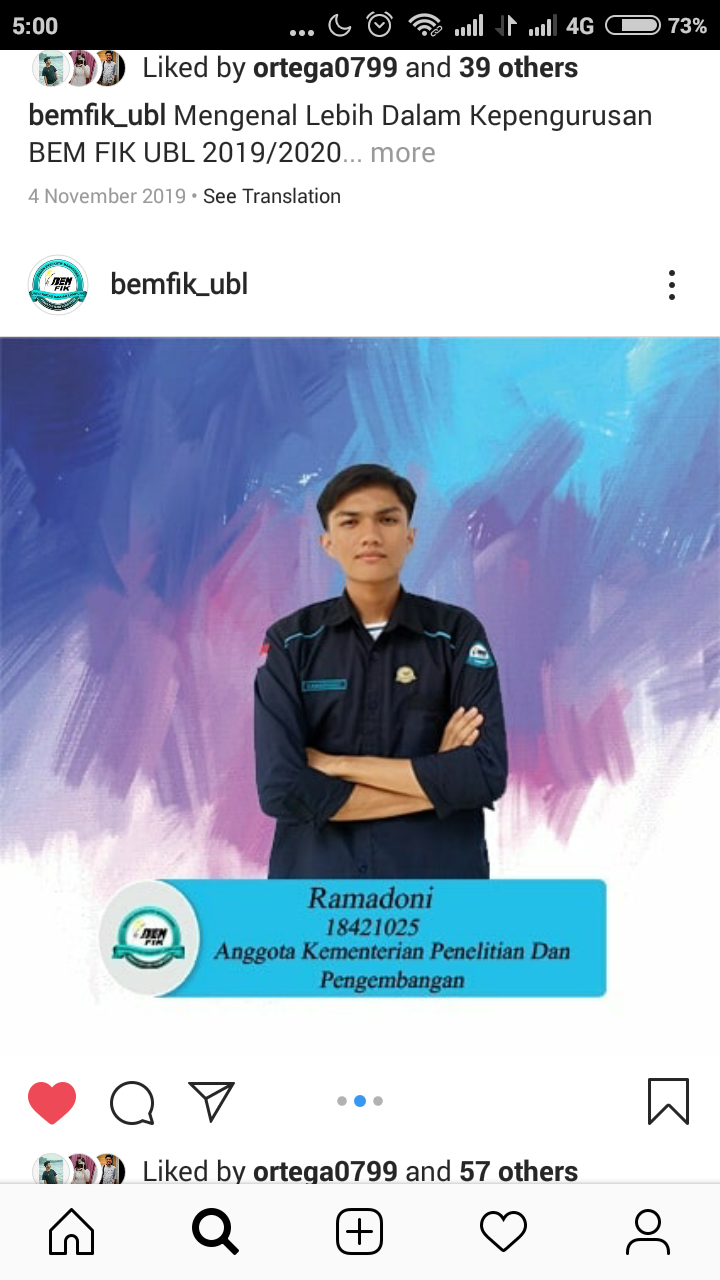 5:00
4G
73%
Liked by ortega0799 and 39 others
bemfik_ubl Mengenal Lebih Dalam Kepengurusan
BEM FIK UBL 2019/2020... more
4 November 2019 • See Translation
BEM
FIK
bemfik_ubl
Ramadoni
18421025
Anggota Kementerian Penelitian Dan
Pengembangan
BEM
FIK
Liked by ortega0799 and 57 others